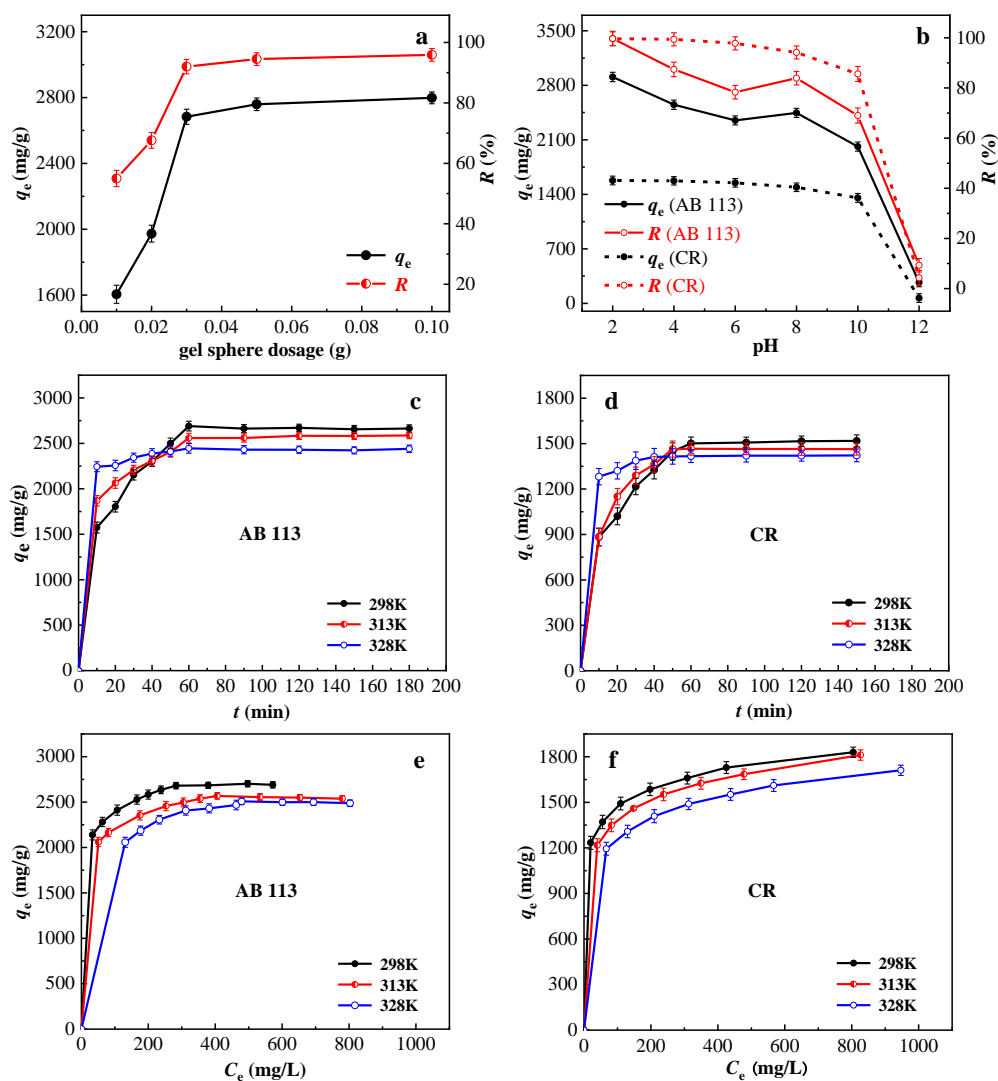 a
3200
2800
2400
2000
1600
qe (mg/g)
100
80
60
40
20
R (%)
qe
R
0.00 0.02 0.04 0.06 0.08 0.10
gel sphere dosage (g)
b
3500
2800
2100
1400
700
0
qe (mg/g)
100
80
60
40
20
0
R (%)
qe (AB 113)
R (AB 113)
qe (CR)
R (CR)
2 4 6 8 10 12
pH
c
3000
2500
2000
1500
1000
500
0
qe (mg/g)
AB 113
298K
313K
328K
0 20 40 60 80 100 120 140 160 180 200
t (min)
d
1800
1500
1200
900
600
300
0
qe (mg/g)
CR
298K
313K
328K
0 20 40 60 80 100 120 140 160 180 200
t (min)
e
3000
2500
2000
1500
1000
500
0
qe (mg/g)
AB 113
298K
313K
328K
0 200 400 600 800 1000
Ce (mg/L)
f
1800
1500
1200
900
600
300
0
qe (mg/g)
CR
298K
313K
328K
0 200 400 600 800 1000
Ce (mg/L)